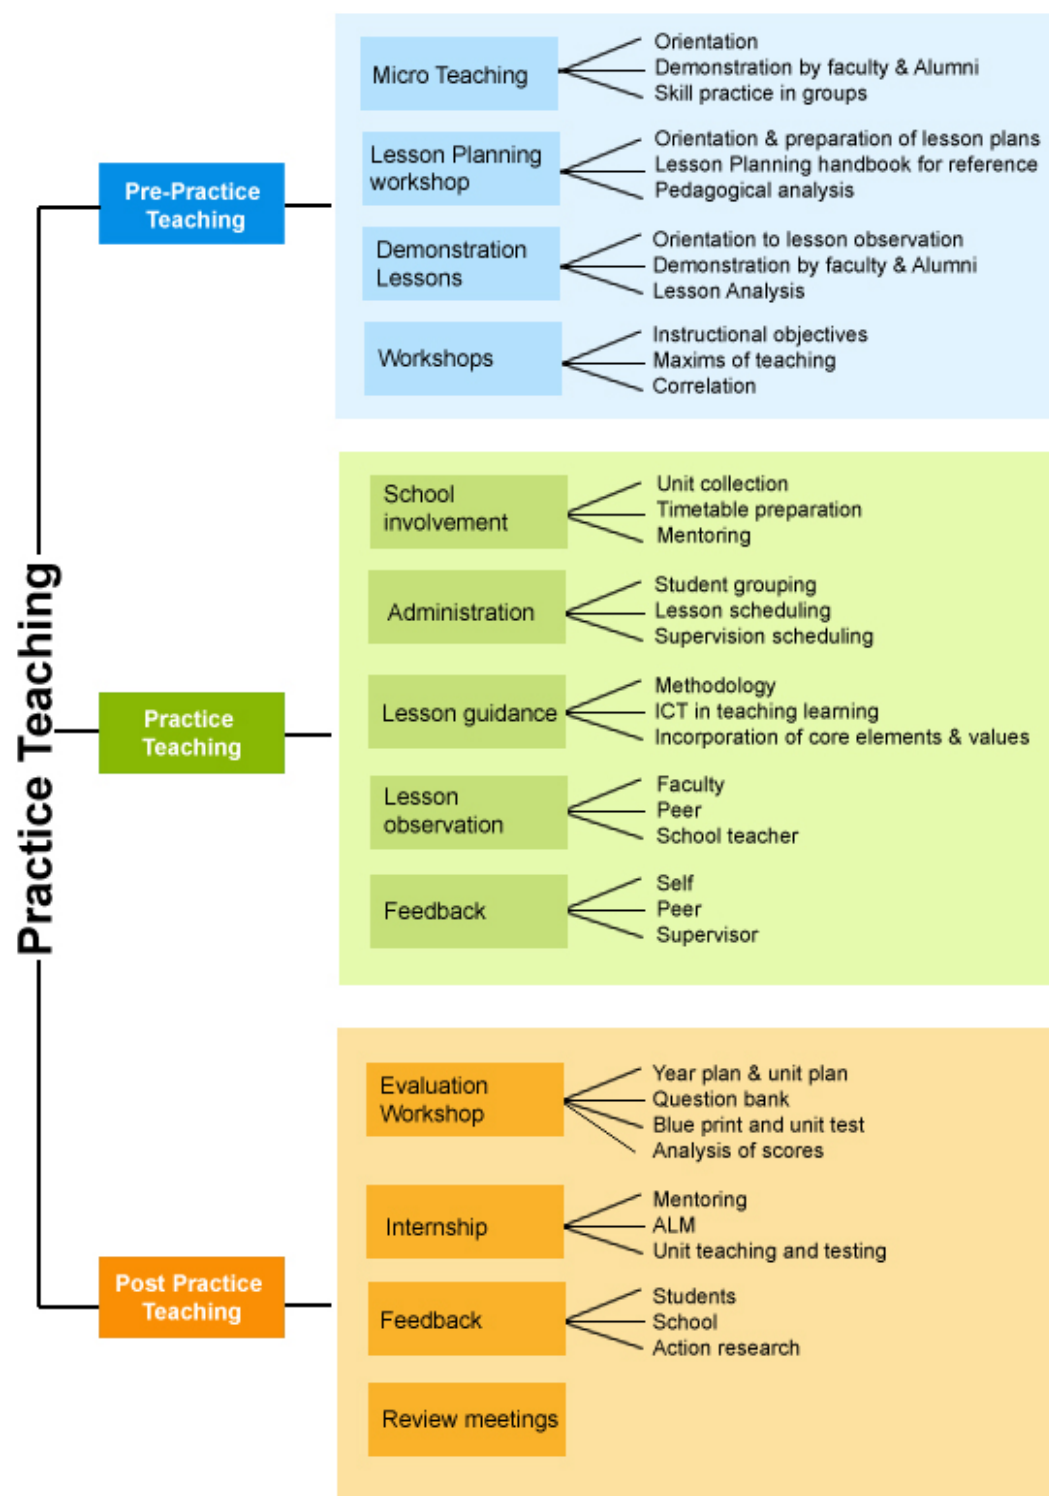 Practice Teaching
Pre-Practice
Teaching
Micro Teaching
Orientation
Demonstration by faculty & Alumni
Skill practice in groups
Lesson Planning
workshop
Orientation & preparation of lesson plans
Lesson Planning handbook for reference
Pedagogical analysis
Demonstration
Lessons
Orientation to lesson observation
Demonstration by faculty & Alumni
Lesson Analysis
Workshops
Instructional objectives
Maxims of teaching
Correlation
Practice
Teaching
School
involvement
Unit collection
Timetable preparation
Mentoring
Administration
Student grouping
Lesson scheduling
Supervision scheduling
Lesson guidance
Methodology
ICT in teaching learning
Incorporation of core elements & values
Lesson
observation
Faculty
Peer
School teacher
Feedback
Self
Peer
Supervisor
Post Practice
Teaching
Evaluation
Workshop
Year plan & unit plan
Question bank
Blue print and unit test
Analysis of scores
Internship
Mentoring
ALM
Unit teaching and testing
Feedback
Students
School
Action research
Review meetings